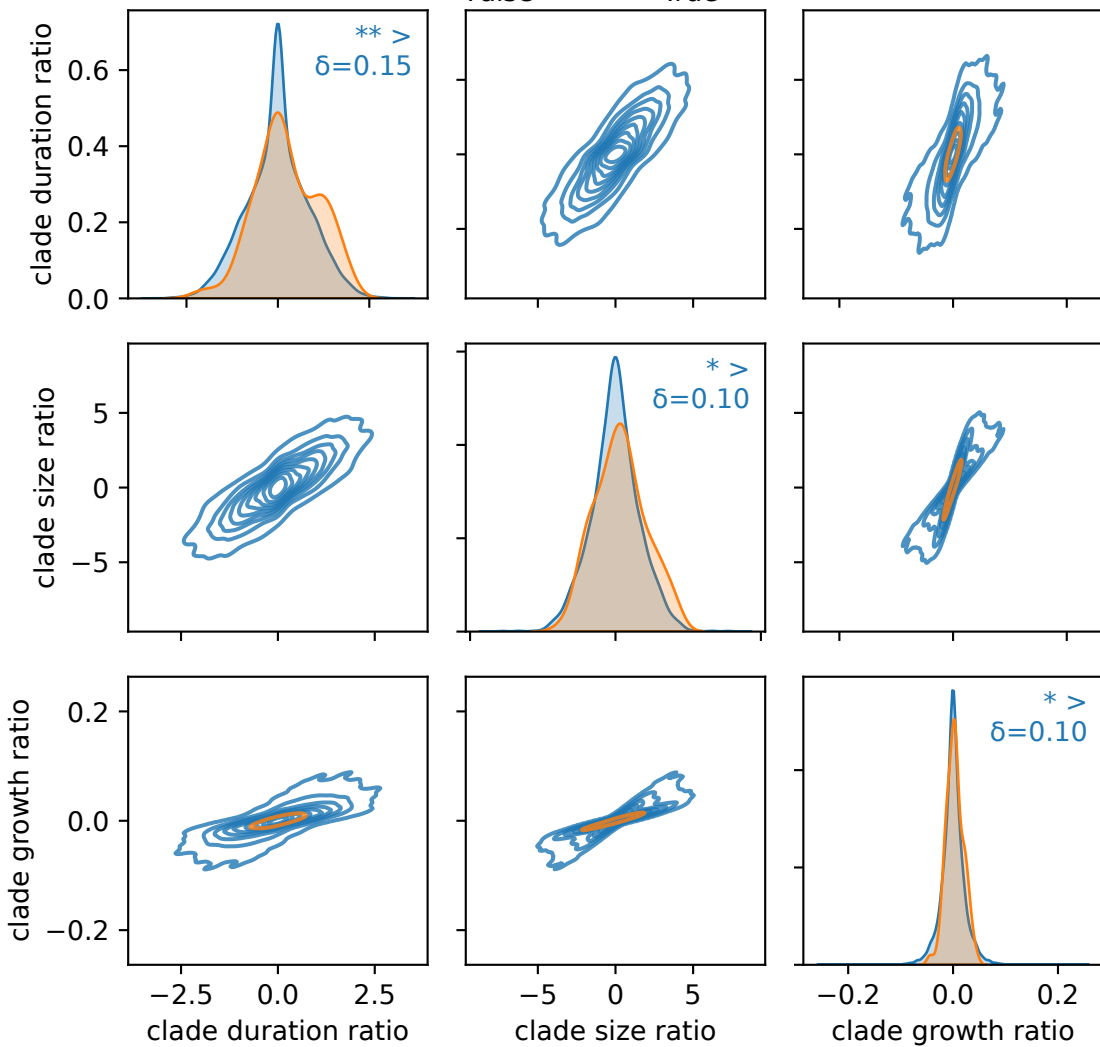 False True
clade duration ratio
0.6
0.4
0.2
0.0
** >
δ=0.15
clade size ratio
5
0
−5
* >
δ=0.10
clade growth ratio
0.2
0.0
−0.2
* >
δ=0.10
−2.5 0.0 2.5
−5 0 5
−0.2 0.0 0.2
clade duration ratio
clade size ratio
clade growth ratio